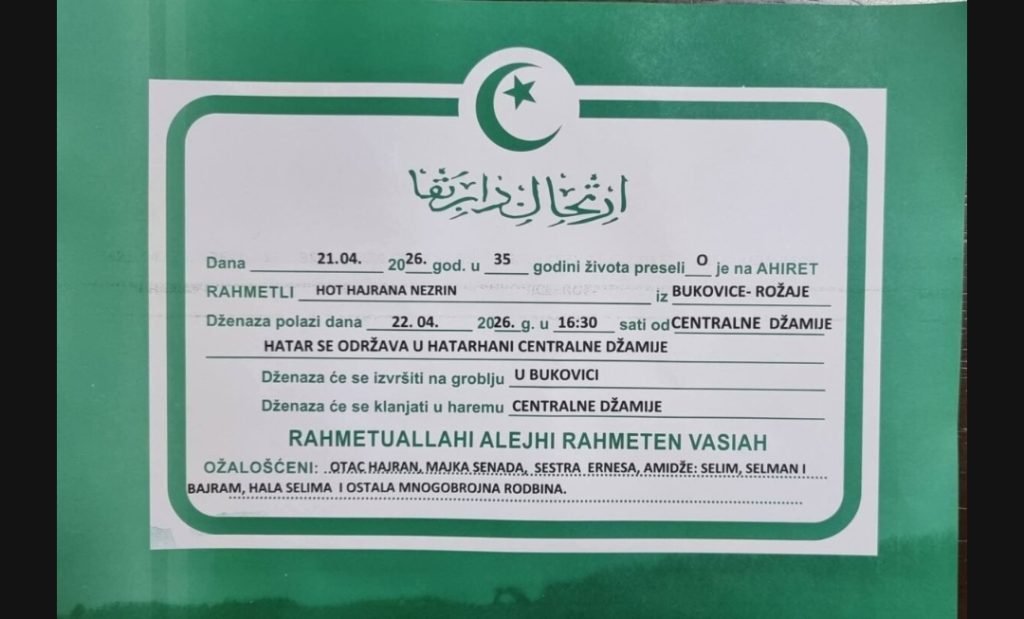 ارتحال دار بقا
Dana 21.04. 2026. god. u 35 godini života preseli O je na AHIRET
RAHMETLI HOT HAJRANA NEZRIN iz BUKOVICE- ROŽAJE
Dženaza polazi dana 22.04. 2026. g. u 16:30 sati od CENTRALNE DŽAMIJE
HATAR SE ODRŽAVA U HATARHANI CENTRALNE DŽAMIJE
Dženaza će se izvršiti na groblju U BUKOVICI
Dženaza će se klanjati u haremu CENTRALNE DŽAMIJE
RAHMETUALLAHI ALEJHI RAHMETEN VASIAH
OŽALOŠĆENI: OTAC HAJRAN, MAJKA SENADA, SESTRA ERNESA, AMIDŽE: SELIM, SELMAN I
BAJRAM, HALA SELIMA I OSTALA MNOGOBROJNA RODBINA.